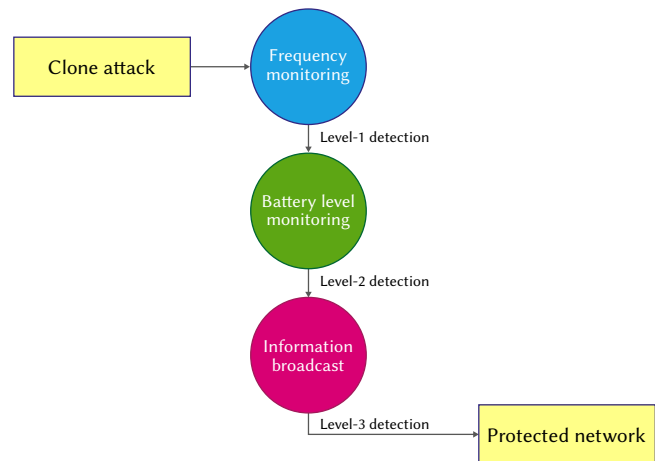 Clone attack
Frequency
monitoring
Level-1 detection
Battery level
monitoring
Level-2 detection
Information
broadcast
Level-3 detection
Protected network